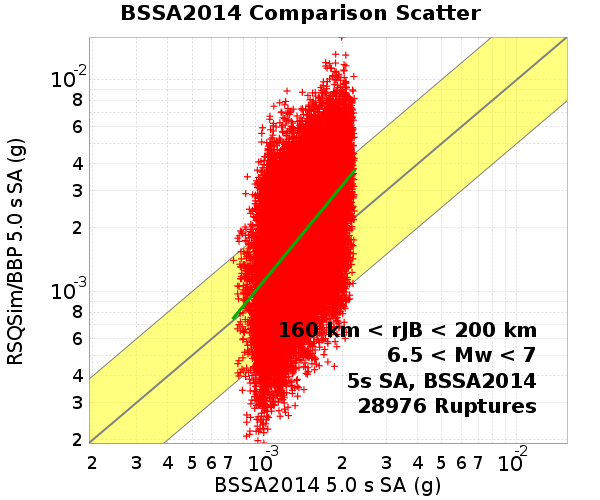 BSSA2014 Comparison Scatter
RSQSim/BBP 5.0 s SA (g)
10-2
8
6
4
3
2
10-3
8
6
4
3
2
160 km < rJB < 200 km
6.5 < Mw < 7
5s SA, BSSA2014
28976 Ruptures
2 3 4 5 6 7 10-3 2 3 4 5 6 7 10-2
BSSA2014 5.0 s SA (g)